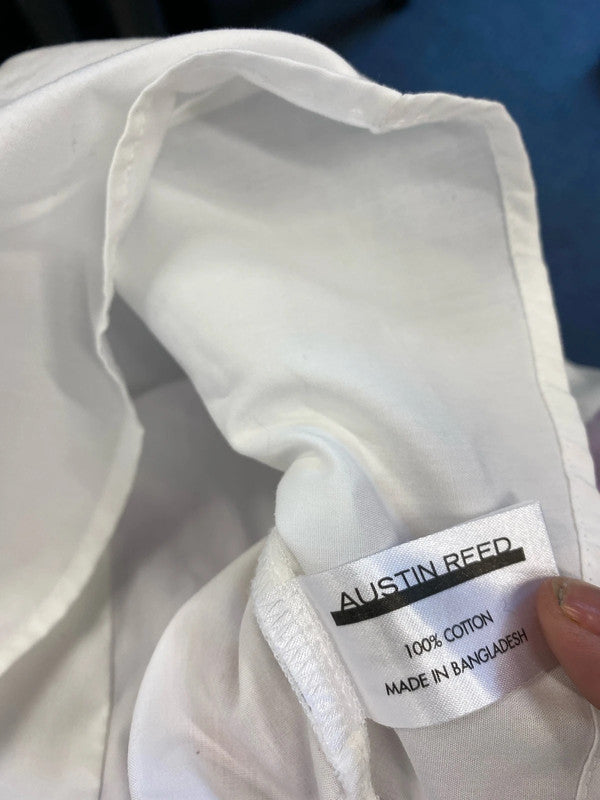 AUSTIN REED
100% COTTON
MADE IN BANGLADESH